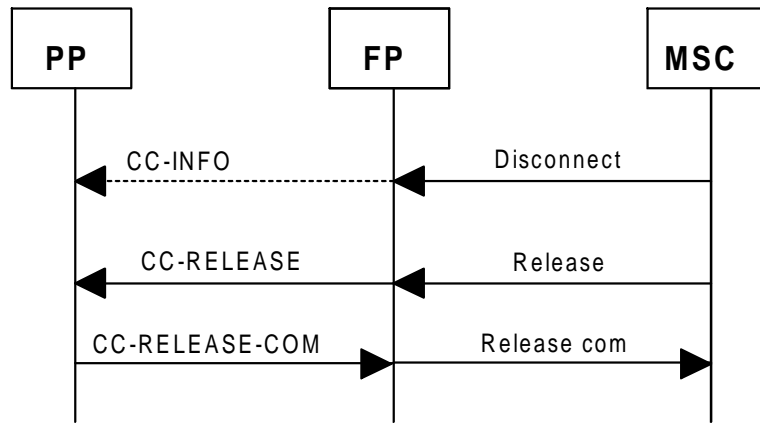 PP FP MSC
CC-INFO Disconnect
CC-RELEASE Release
CC-RELEASE-COM Release com